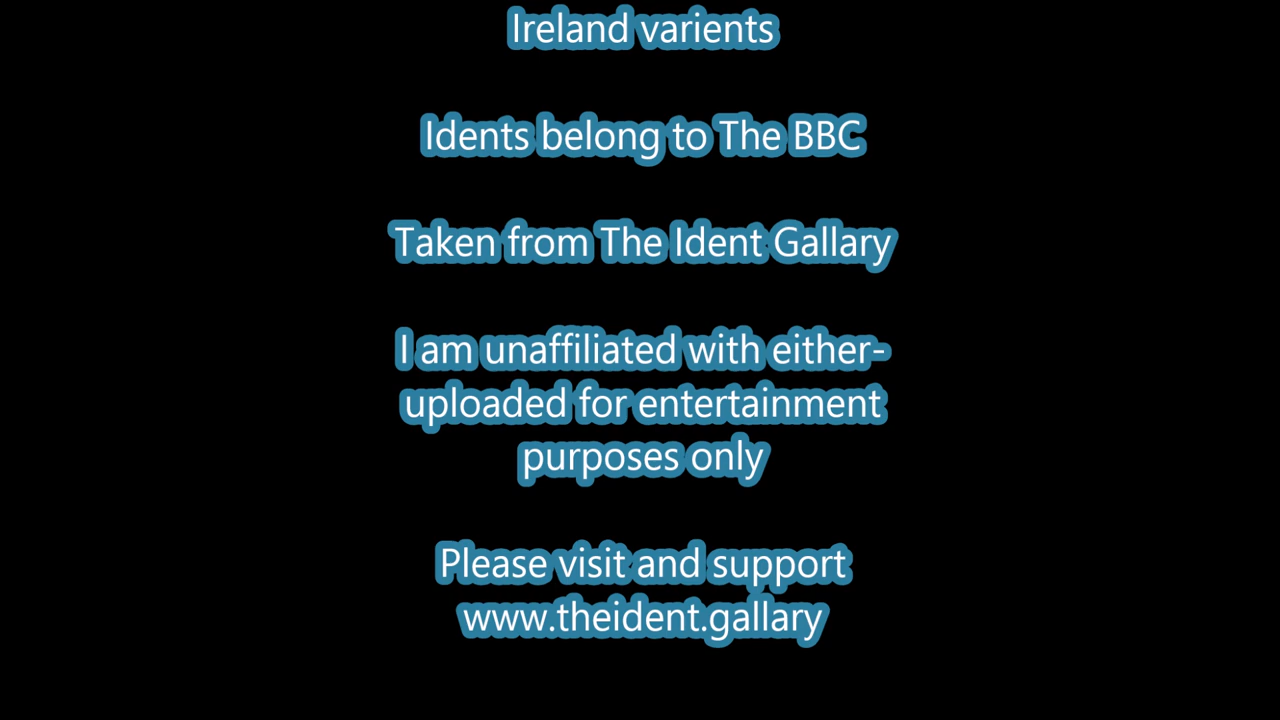 Ireland varients
Idents belong to The BBC
Taken from The Ident Gallary
I am unaffiliated with either-
uploaded for entertainment
purposes only
Please visit and support
www.theident.gallary